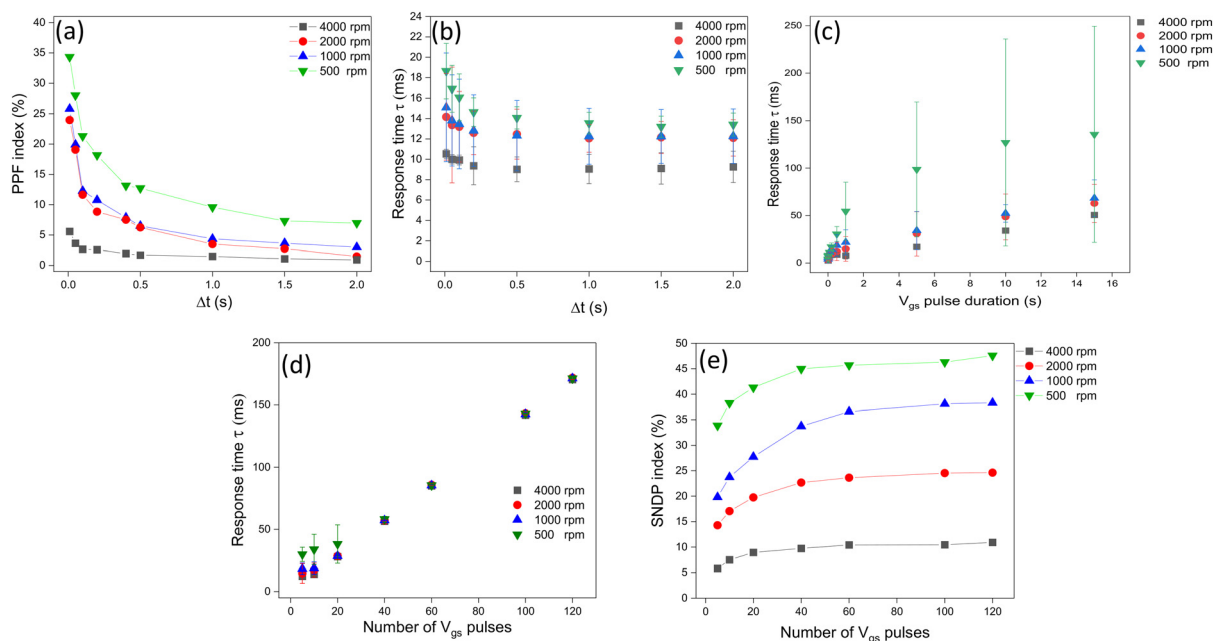 (a)
4000 rpm
2000 rpm
1000 rpm
500 rpm
PPF index (%)
40
35
30
25
20
15
10
5
0
0.0 0.5 1.0 1.5 2.0
Δt (s)
(b)
4000 rpm
2000 rpm
1000 rpm
500 rpm
Response time τ (ms)
28
26
24
22
20
18
16
14
12
10
8
6
4
2
0
0.0 0.5 1.0 1.5 2.0
Δt (s)
(c)
4000 rpm
2000 rpm
1000 rpm
500 rpm
Response time τ (ms)
250
200
150
100
50
0
0 2 4 6 8 10 12 14 16
Vgs pulse duration (s)
(d)
4000 rpm
2000 rpm
1000 rpm
500 rpm
Response time τ (ms)
200
150
100
50
0
0 20 40 60 80 100 120
Number of Vgs pulses
(e)
4000 rpm
2000 rpm
1000 rpm
500 rpm
SNDP index (%)
50
45
40
35
30
25
20
15
10
5
0
0 20 40 60 80 100 120
Number of Vgs pulses